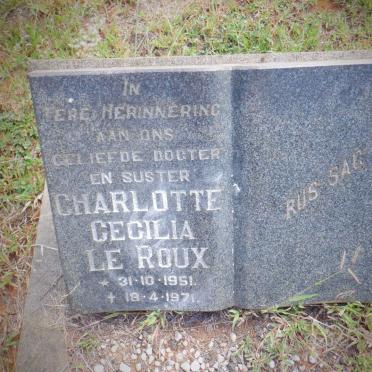 IN
TERE HERINNERING
AAN ONS
GELIEFDE DOGTER
EN SUSTER
CHARLOTTE
CECILIA
LE ROUX
* 31·10·1951.
+ 19·4·1971.
RUS SAG